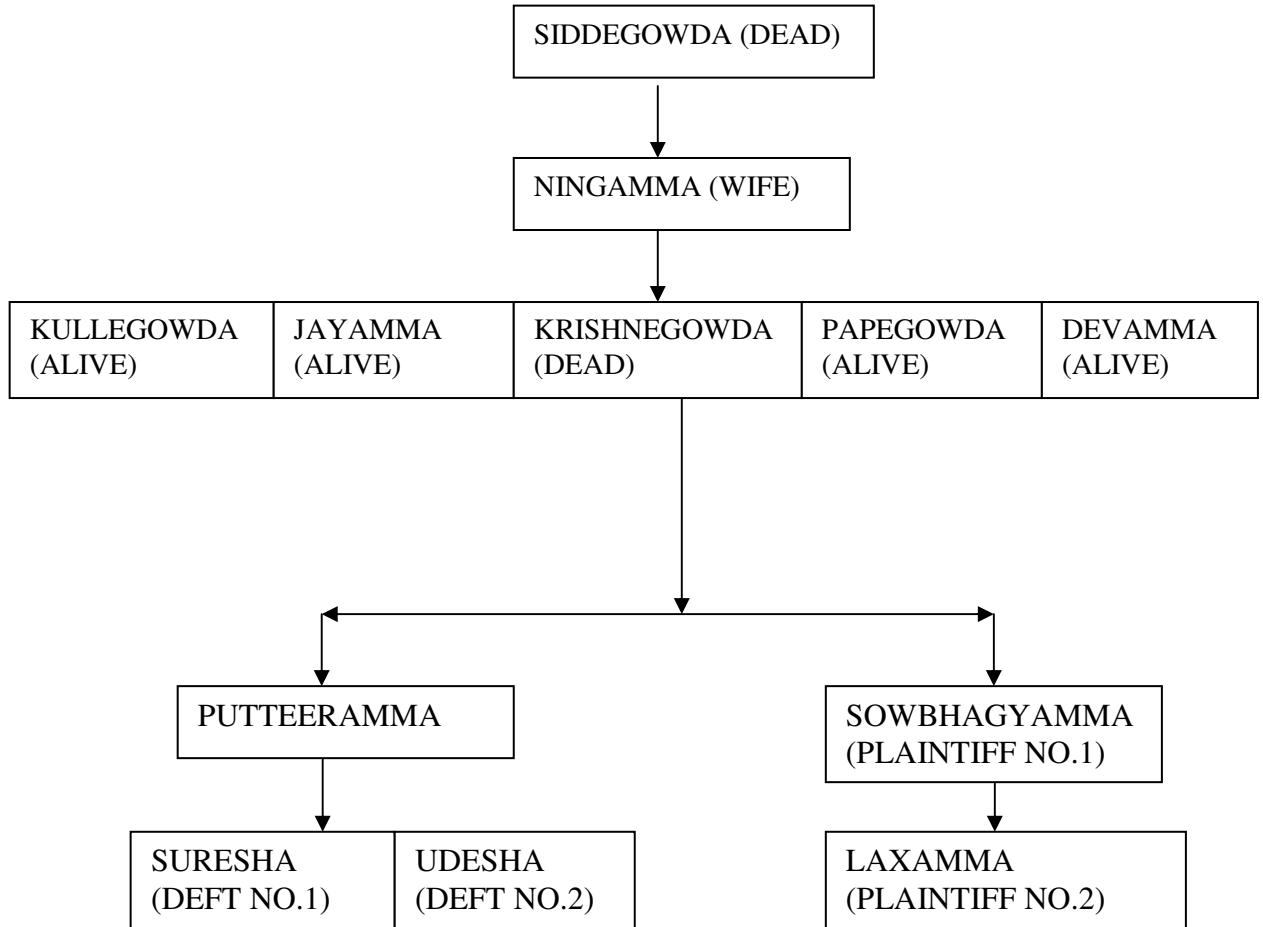 SIDDEGOWDA (DEAD)
NINGAMMA (WIFE)
KULLEGOWDA
(ALIVE)
JAYAMMA
(ALIVE)
KRISHNEGOWDA
(DEAD)
PAPEGOWDA
(ALIVE)
DEVAMMA
(ALIVE)
PUTTEERAMMA
SOWBHAGYAMMA
(PLAINTIFF NO.1)
SURESHA
(DEFT NO.1)
UDESHA
(DEFT NO.2)
LAXAMMA
(PLAINTIFF NO.2)